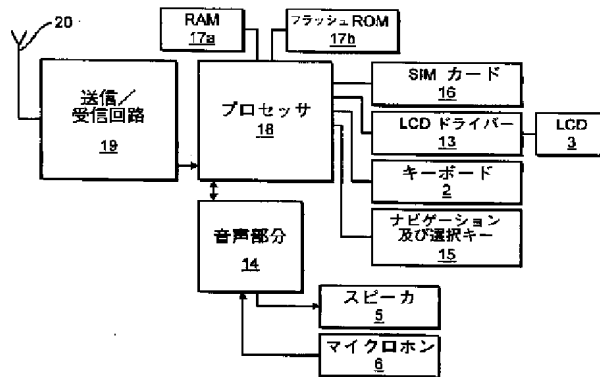 20
RAM
17a
フラッシュROM
17b
送信／
受信回路
19
プロセッサ
18
SIM カード
16
LCD ドライバー
13
LCD
3
キーボード
2
ナビゲーション
及び選択キー
15
音声部分
14
スピーカ
5
マイクロホン
6